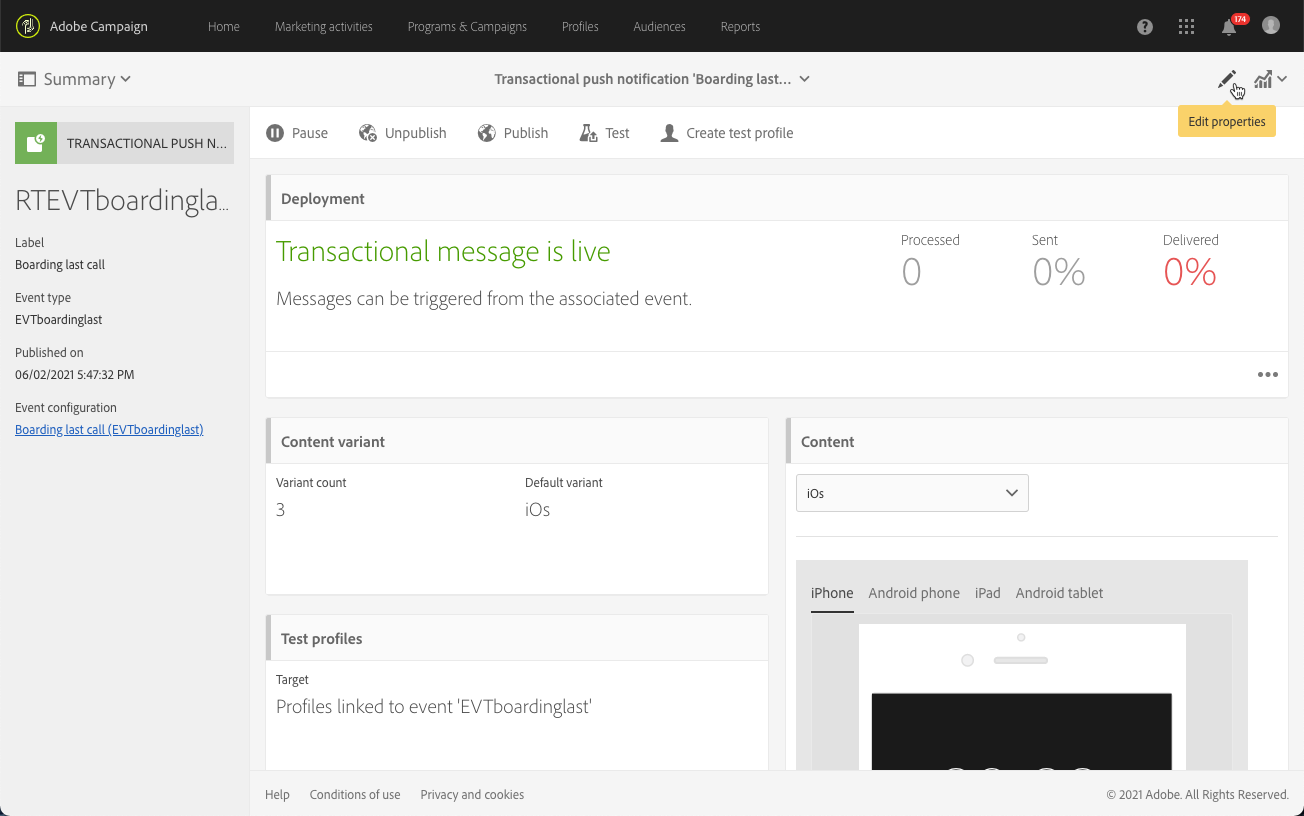 Adobe Campaign
Home
Marketing activities
Programs & Campaigns
Profiles
Audiences
Reports
?
174
Summary
Transactional push notification 'Boarding last...
Edit properties
TRANSACTIONAL PUSH N...
Pause
Unpublish
Publish
Test
Create test profile
RTEVTboardingla...
Label
Boarding last call
Event type
EVTboardinglast
Published on
06/02/2021 5:47:32 PM
Event configuration
Boarding last call (EVTboardinglast)
Deployment
Transactional message is live
Messages can be triggered from the associated event.
Processed
0
Sent
0%
Delivered
0%
Content variant
Variant count
3
Default variant
iOs
Test profiles
Target
Profiles linked to event 'EVTboardinglast'
Content
iOs
iPhone
Android phone
iPad
Android tablet
Help
Conditions of use
Privacy and cookies
© 2021 Adobe. All Rights Reserved.